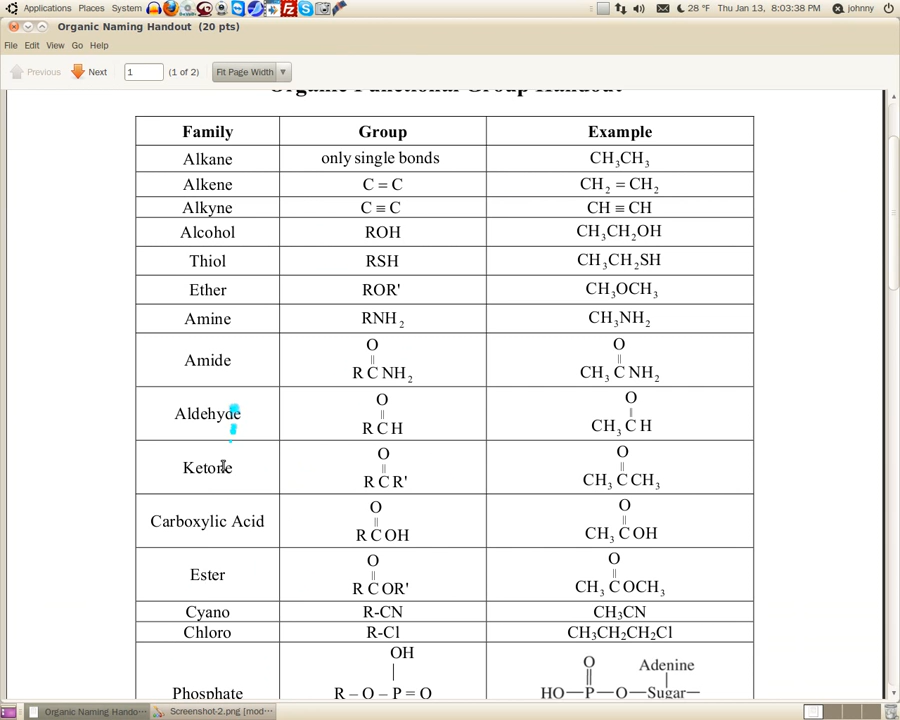 Applications Places System 28 °F Thu Jan 13, 8:03:38 PM johnny
Organic Naming Handout (20 pts)
File Edit View Go Help
Previous Next 1 (1 of 2) Fit Page Width
Organic Functional Group Handout
Family Group Example
Alkane only single bonds CH₃CH₃
Alkene C = C CH₂ = CH₂
Alkyne C ≡ C CH ≡ CH
Alcohol ROH CH₃CH₂OH
Thiol RSH CH₃CH₂SH
Ether ROR' CH₃OCH₃
Amine RNH₂ CH₃NH₂
O O
|| ||
Amide R C NH₂ CH₃ C NH₂
O O
|| ||
Aldehyde R C H CH₃ C H
O O
|| ||
Ketone R C R' CH₃ C CH₃
O O
|| ||
Carboxylic Acid R C OH CH₃ C OH
O O
|| ||
Ester R C OR' CH₃ C OCH₃
Cyano R-CN CH₃CN
Chloro R-Cl CH₃CH₂CH₂Cl
OH
| O Adenine
Phosphate R – O – P = O HO—P—O—Sugar—
Organic Naming Hando... Screenshot-2.png [mod...